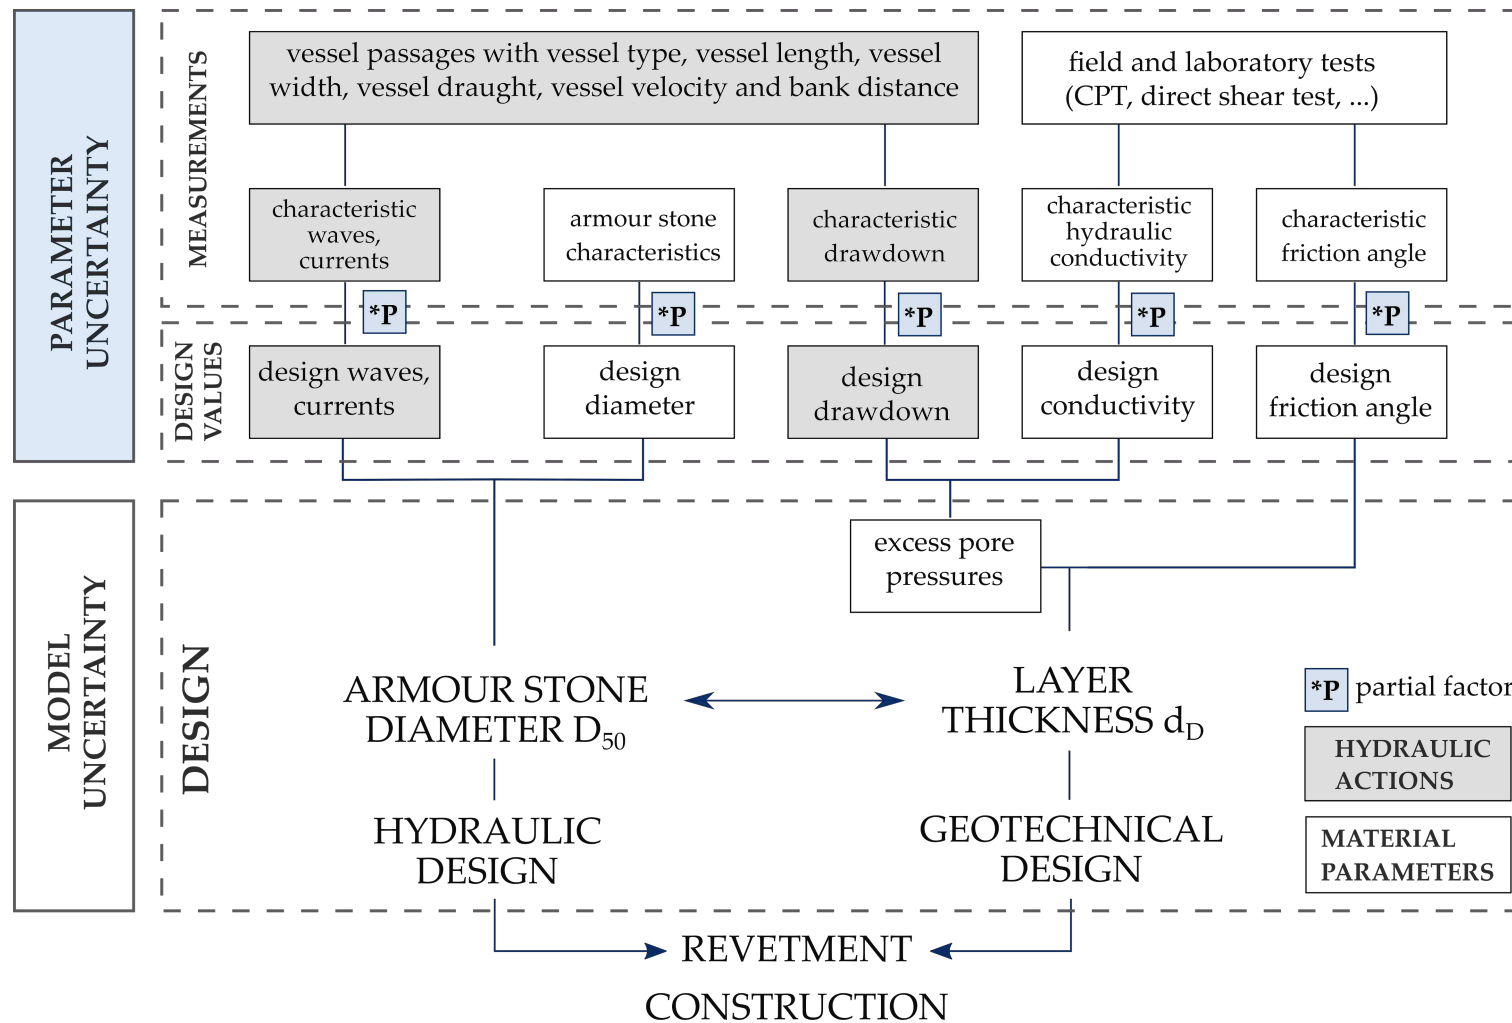 PARAMETER
UNCERTAINTY
MEASUREMENTS
vessel passages with vessel type, vessel length, vessel
width, vessel draught, vessel velocity and bank distance
field and laboratory tests
(CPT, direct shear test, ...)
characteristic
waves,
currents
armour stone
characteristics
characteristic
drawdown
characteristic
hydraulic
conductivity
characteristic
friction angle
*P
*P
*P
*P
*P
DESIGN
VALUES
design waves,
currents
design
diameter
design
drawdown
design
conductivity
design
friction angle
MODEL
UNCERTAINTY
DESIGN
excess pore
pressures
ARMOUR STONE
DIAMETER D50
LAYER
THICKNESS dD
*P partial factor
HYDRAULIC
ACTIONS
MATERIAL
PARAMETERS
HYDRAULIC
DESIGN
GEOTECHNICAL
DESIGN
REVETMENT
CONSTRUCTION